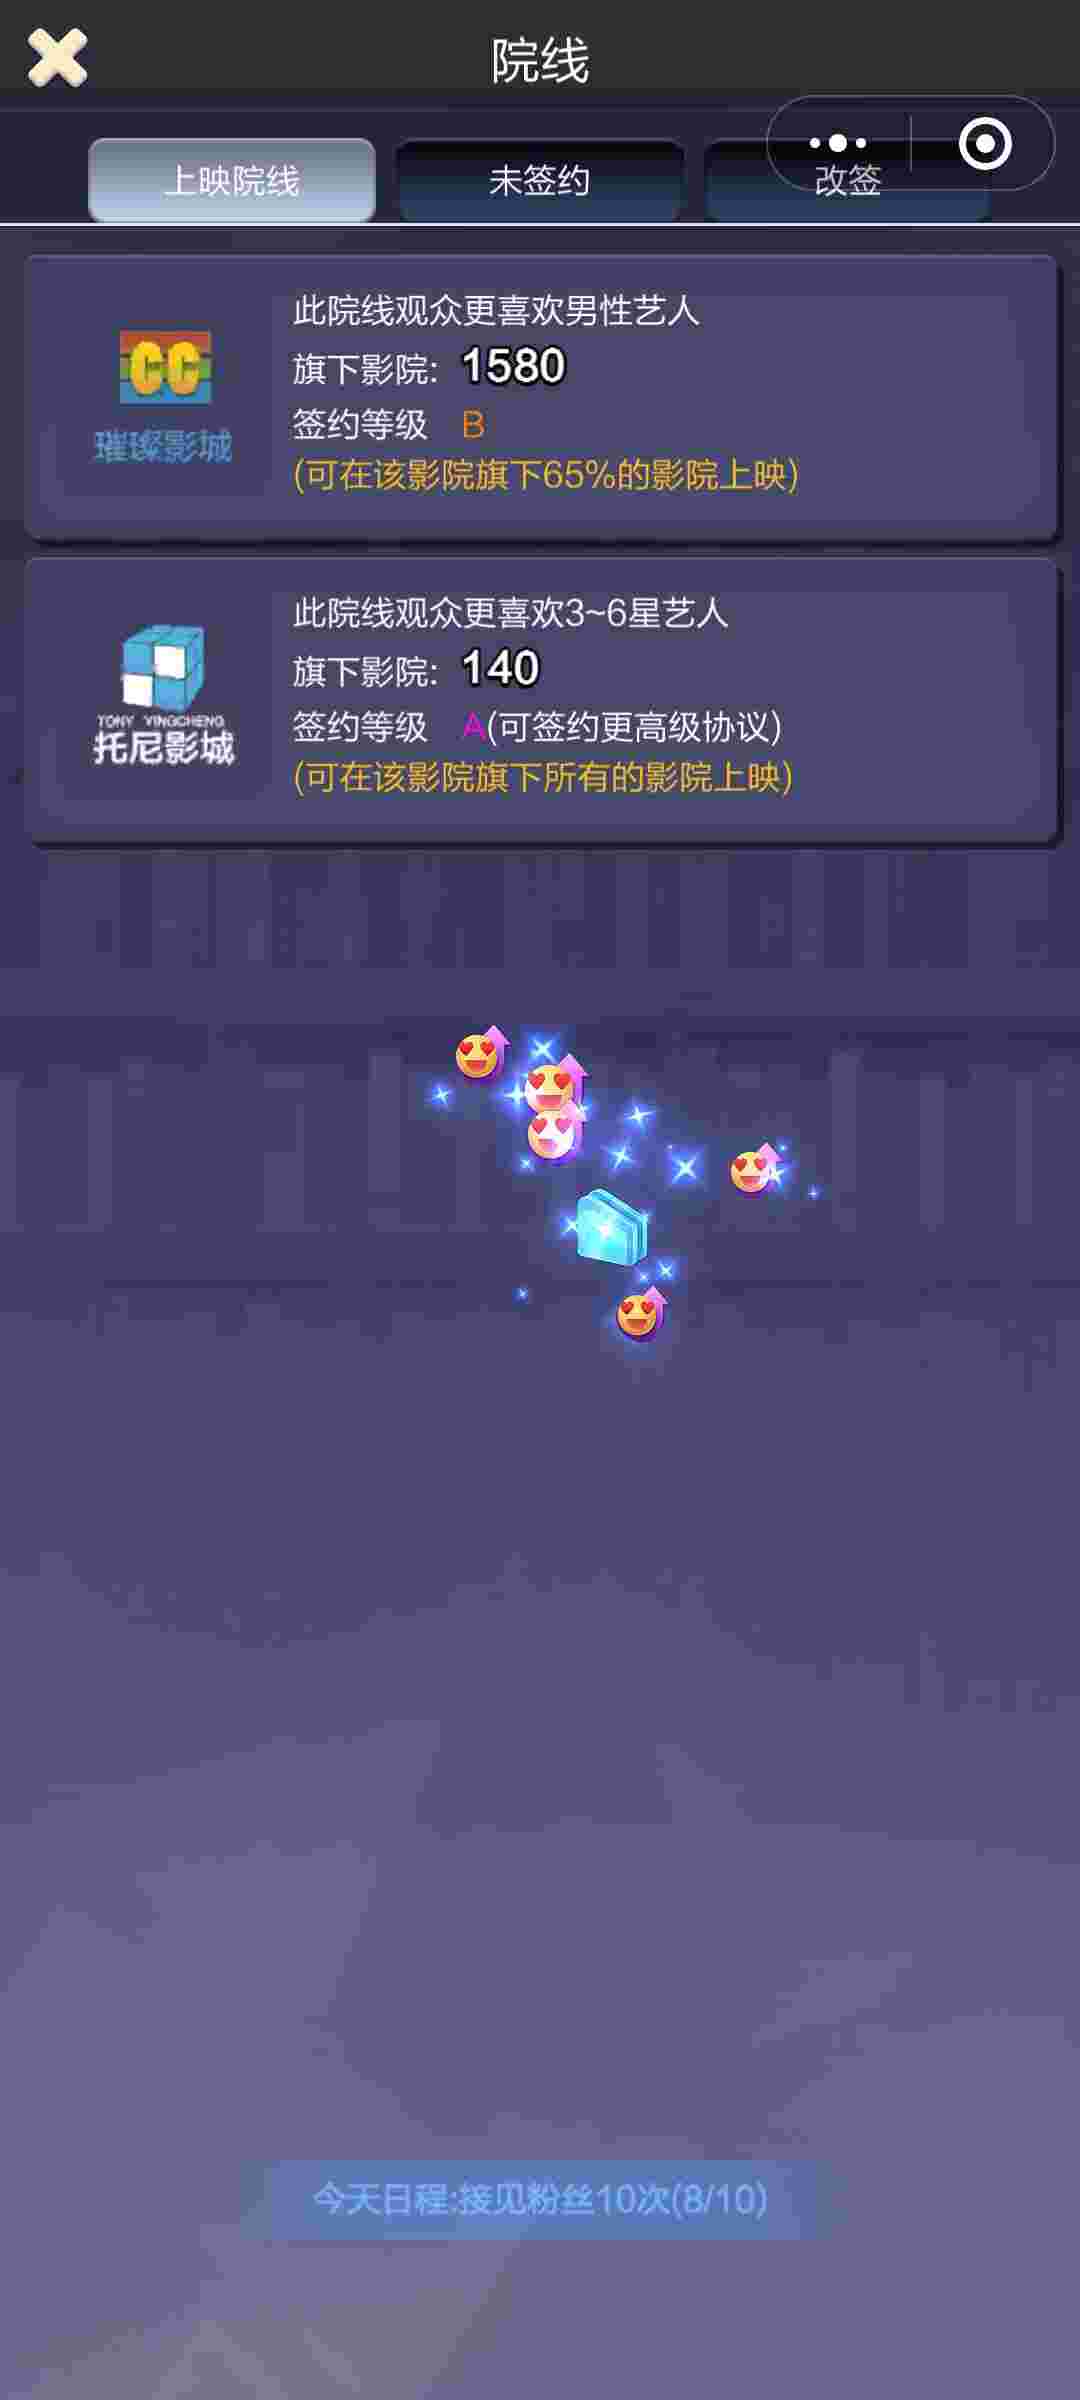 院线
上映院线
未签约
改签
此院线观众更喜欢男性艺人
旗下影院: 1580
签约等级 B
(可在该影院旗下65%的影院上映)
CC
璀璨影城
此院线观众更喜欢3~6星艺人
旗下影院: 140
签约等级 A(可签约更高级协议)
(可在该影院旗下所有的影院上映)
TONY YINGCHENG
托尼影城
今天日程:接见粉丝10次(8/10)